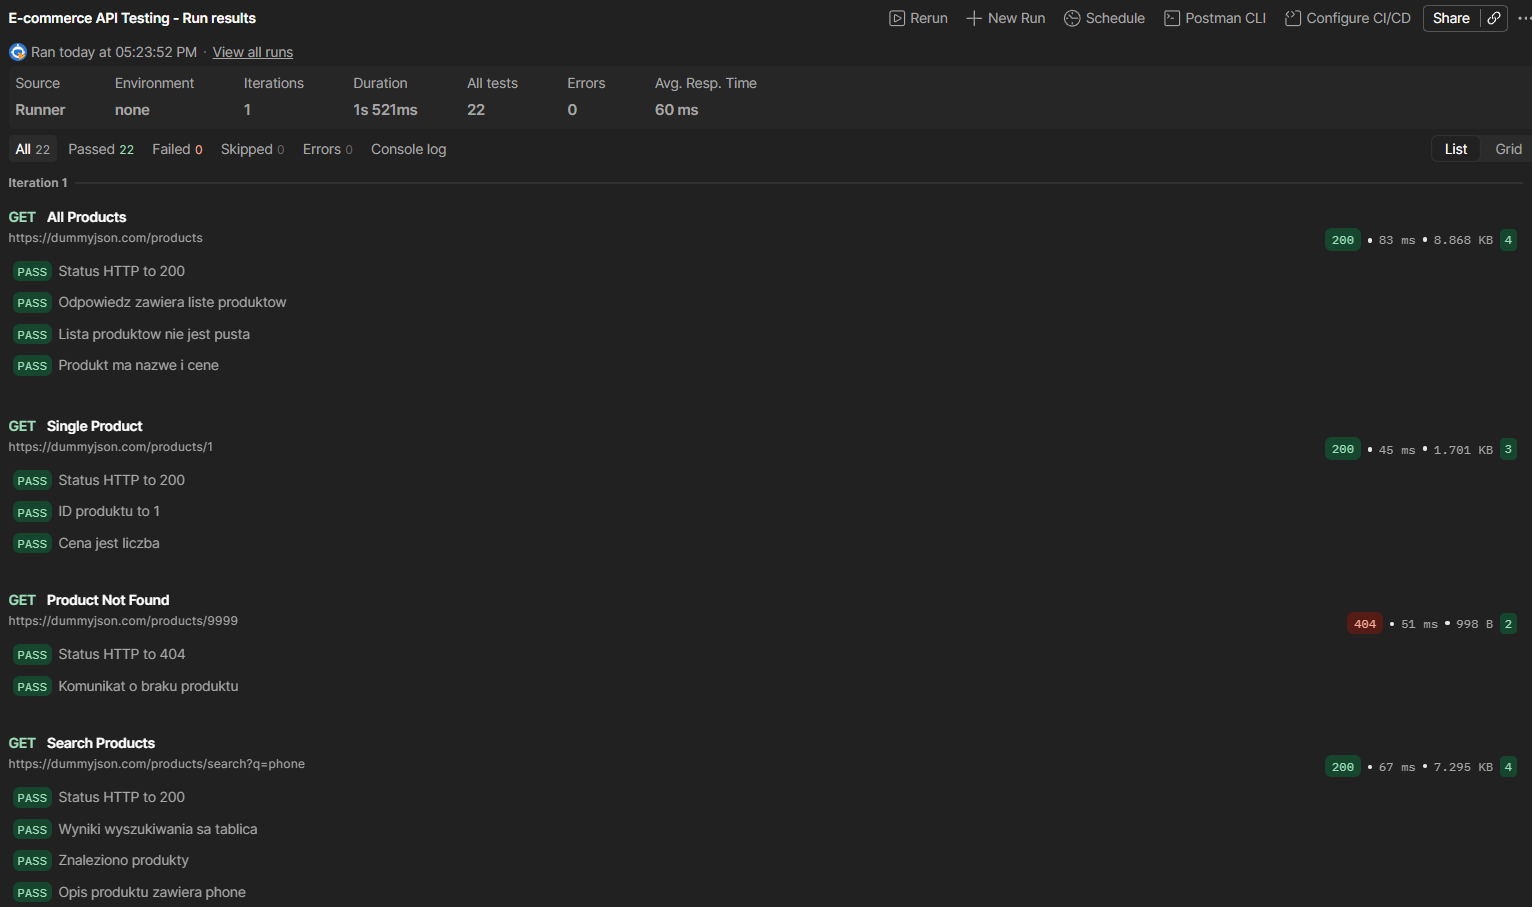 E-commerce API Testing - Run results
Rerun New Run Schedule Postman CLI Configure CI/CD Share
Ran today at 05:23:52 PM · View all runs
Source Environment Iterations Duration All tests Errors Avg. Resp. Time
Runner none 1 1s 521ms 22 0 60 ms
All 22 Passed 22 Failed 0 Skipped 0 Errors 0 Console log List Grid
Iteration 1
GET All Products
https://dummyjson.com/products
200 • 83 ms • 8.868 KB 4
PASS Status HTTP to 200
PASS Odpowiedz zawiera liste produktow
PASS Lista produktow nie jest pusta
PASS Produkt ma nazwe i cene
GET Single Product
https://dummyjson.com/products/1
200 • 45 ms • 1.701 KB 3
PASS Status HTTP to 200
PASS ID produktu to 1
PASS Cena jest liczba
GET Product Not Found
https://dummyjson.com/products/9999
404 • 51 ms • 998 B 2
PASS Status HTTP to 404
PASS Komunikat o braku produktu
GET Search Products
https://dummyjson.com/products/search?q=phone
200 • 67 ms • 7.295 KB 4
PASS Status HTTP to 200
PASS Wyniki wyszukiwania sa tablica
PASS Znaleziono produkty
PASS Opis produktu zawiera phone